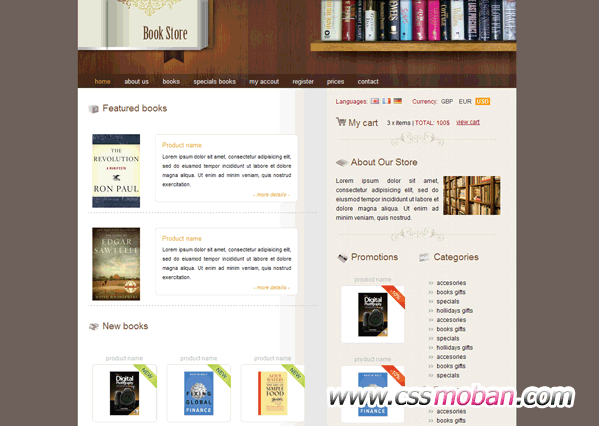 Book Store
home about us books specials books my accout register prices contact
Featured books
THE
REVOLUTION
A MANIFESTO
RON PAUL
Product name
Lorem ipsum dolor sit amet, consectetur adipisicing elit,
sed do eiusmod tempor incididunt ut labore et dolore
magna aliqua. Ut enim ad minim veniam, quis nostrud
exercitation.
- more details -
EDGAR
SAWTELLE
Product name
Lorem ipsum dolor sit amet, consectetur adipisicing elit,
sed do eiusmod tempor incididunt ut labore et dolore
magna aliqua. Ut enim ad minim veniam, quis nostrud
exercitation.
- more details -
New books
product name product name product name
NEW NEW NEW
Digital
Photography
FIXING
GLOBAL
FINANCE
ALICE WATERS
THE ART OF
SIMPLE
FOOD
Languages: Currency: GBP EUR USD
My cart 3 x items | TOTAL: 100$ view cart
About Our Store
Lorem ipsum dolor sit amet,
consectetur adipisicing elit, sed do
eiusmod tempor incididunt ut labore et
dolore magna aliqua. Ut enim ad
minim veniam, quis nostrud.
Promotions
product name
-10%
Digital
Photography
product name
-10%
FIXING
GLOBAL
FINANCE
Categories
accesories
books gifts
specials
hollidays gifts
accesories
books gifts
specials
hollidays gifts
accesories
books gifts
specials
accesories
books gifts
www.cssmoban.com